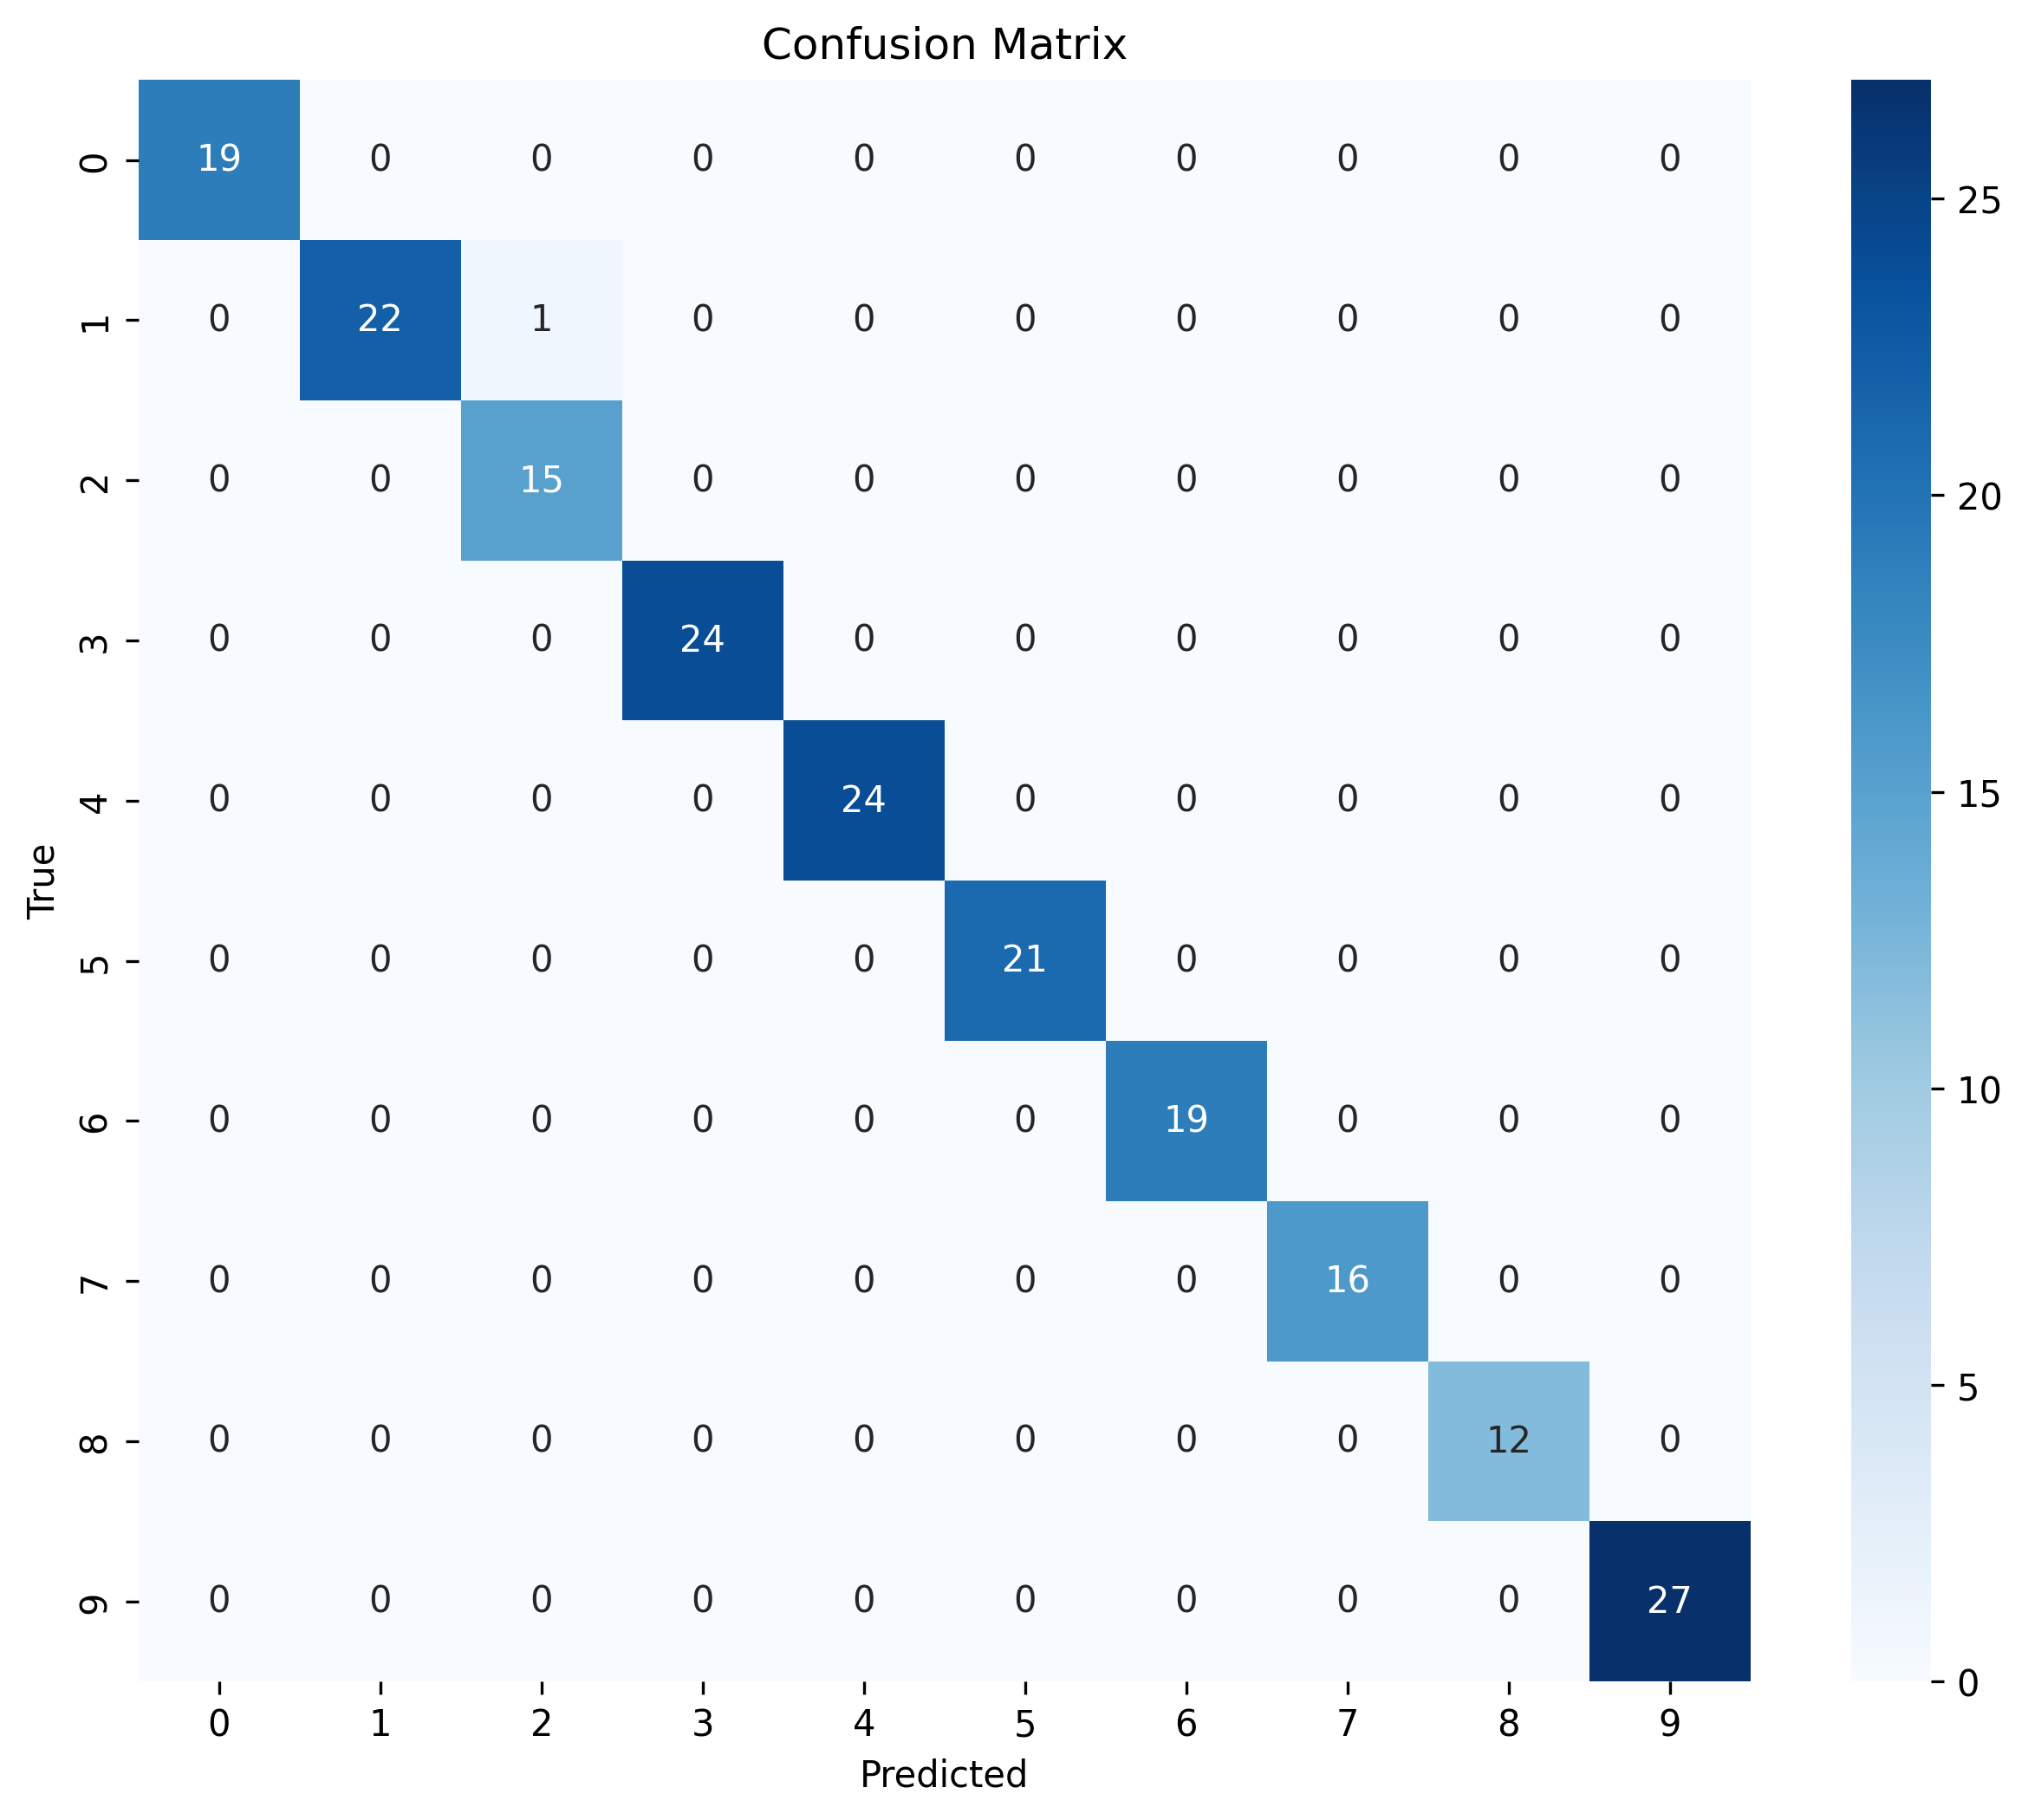 Confusion Matrix
0 19 0 0 0 0 0 0 0 0 0
1 0 22 1 0 0 0 0 0 0 0
2 0 0 15 0 0 0 0 0 0 0
3 0 0 0 24 0 0 0 0 0 0
4 0 0 0 0 24 0 0 0 0 0
5 0 0 0 0 0 21 0 0 0 0
6 0 0 0 0 0 0 19 0 0 0
7 0 0 0 0 0 0 0 16 0 0
8 0 0 0 0 0 0 0 0 12 0
9 0 0 0 0 0 0 0 0 0 27
0 1 2 3 4 5 6 7 8 9
Predicted
True
25
20
15
10
5
0